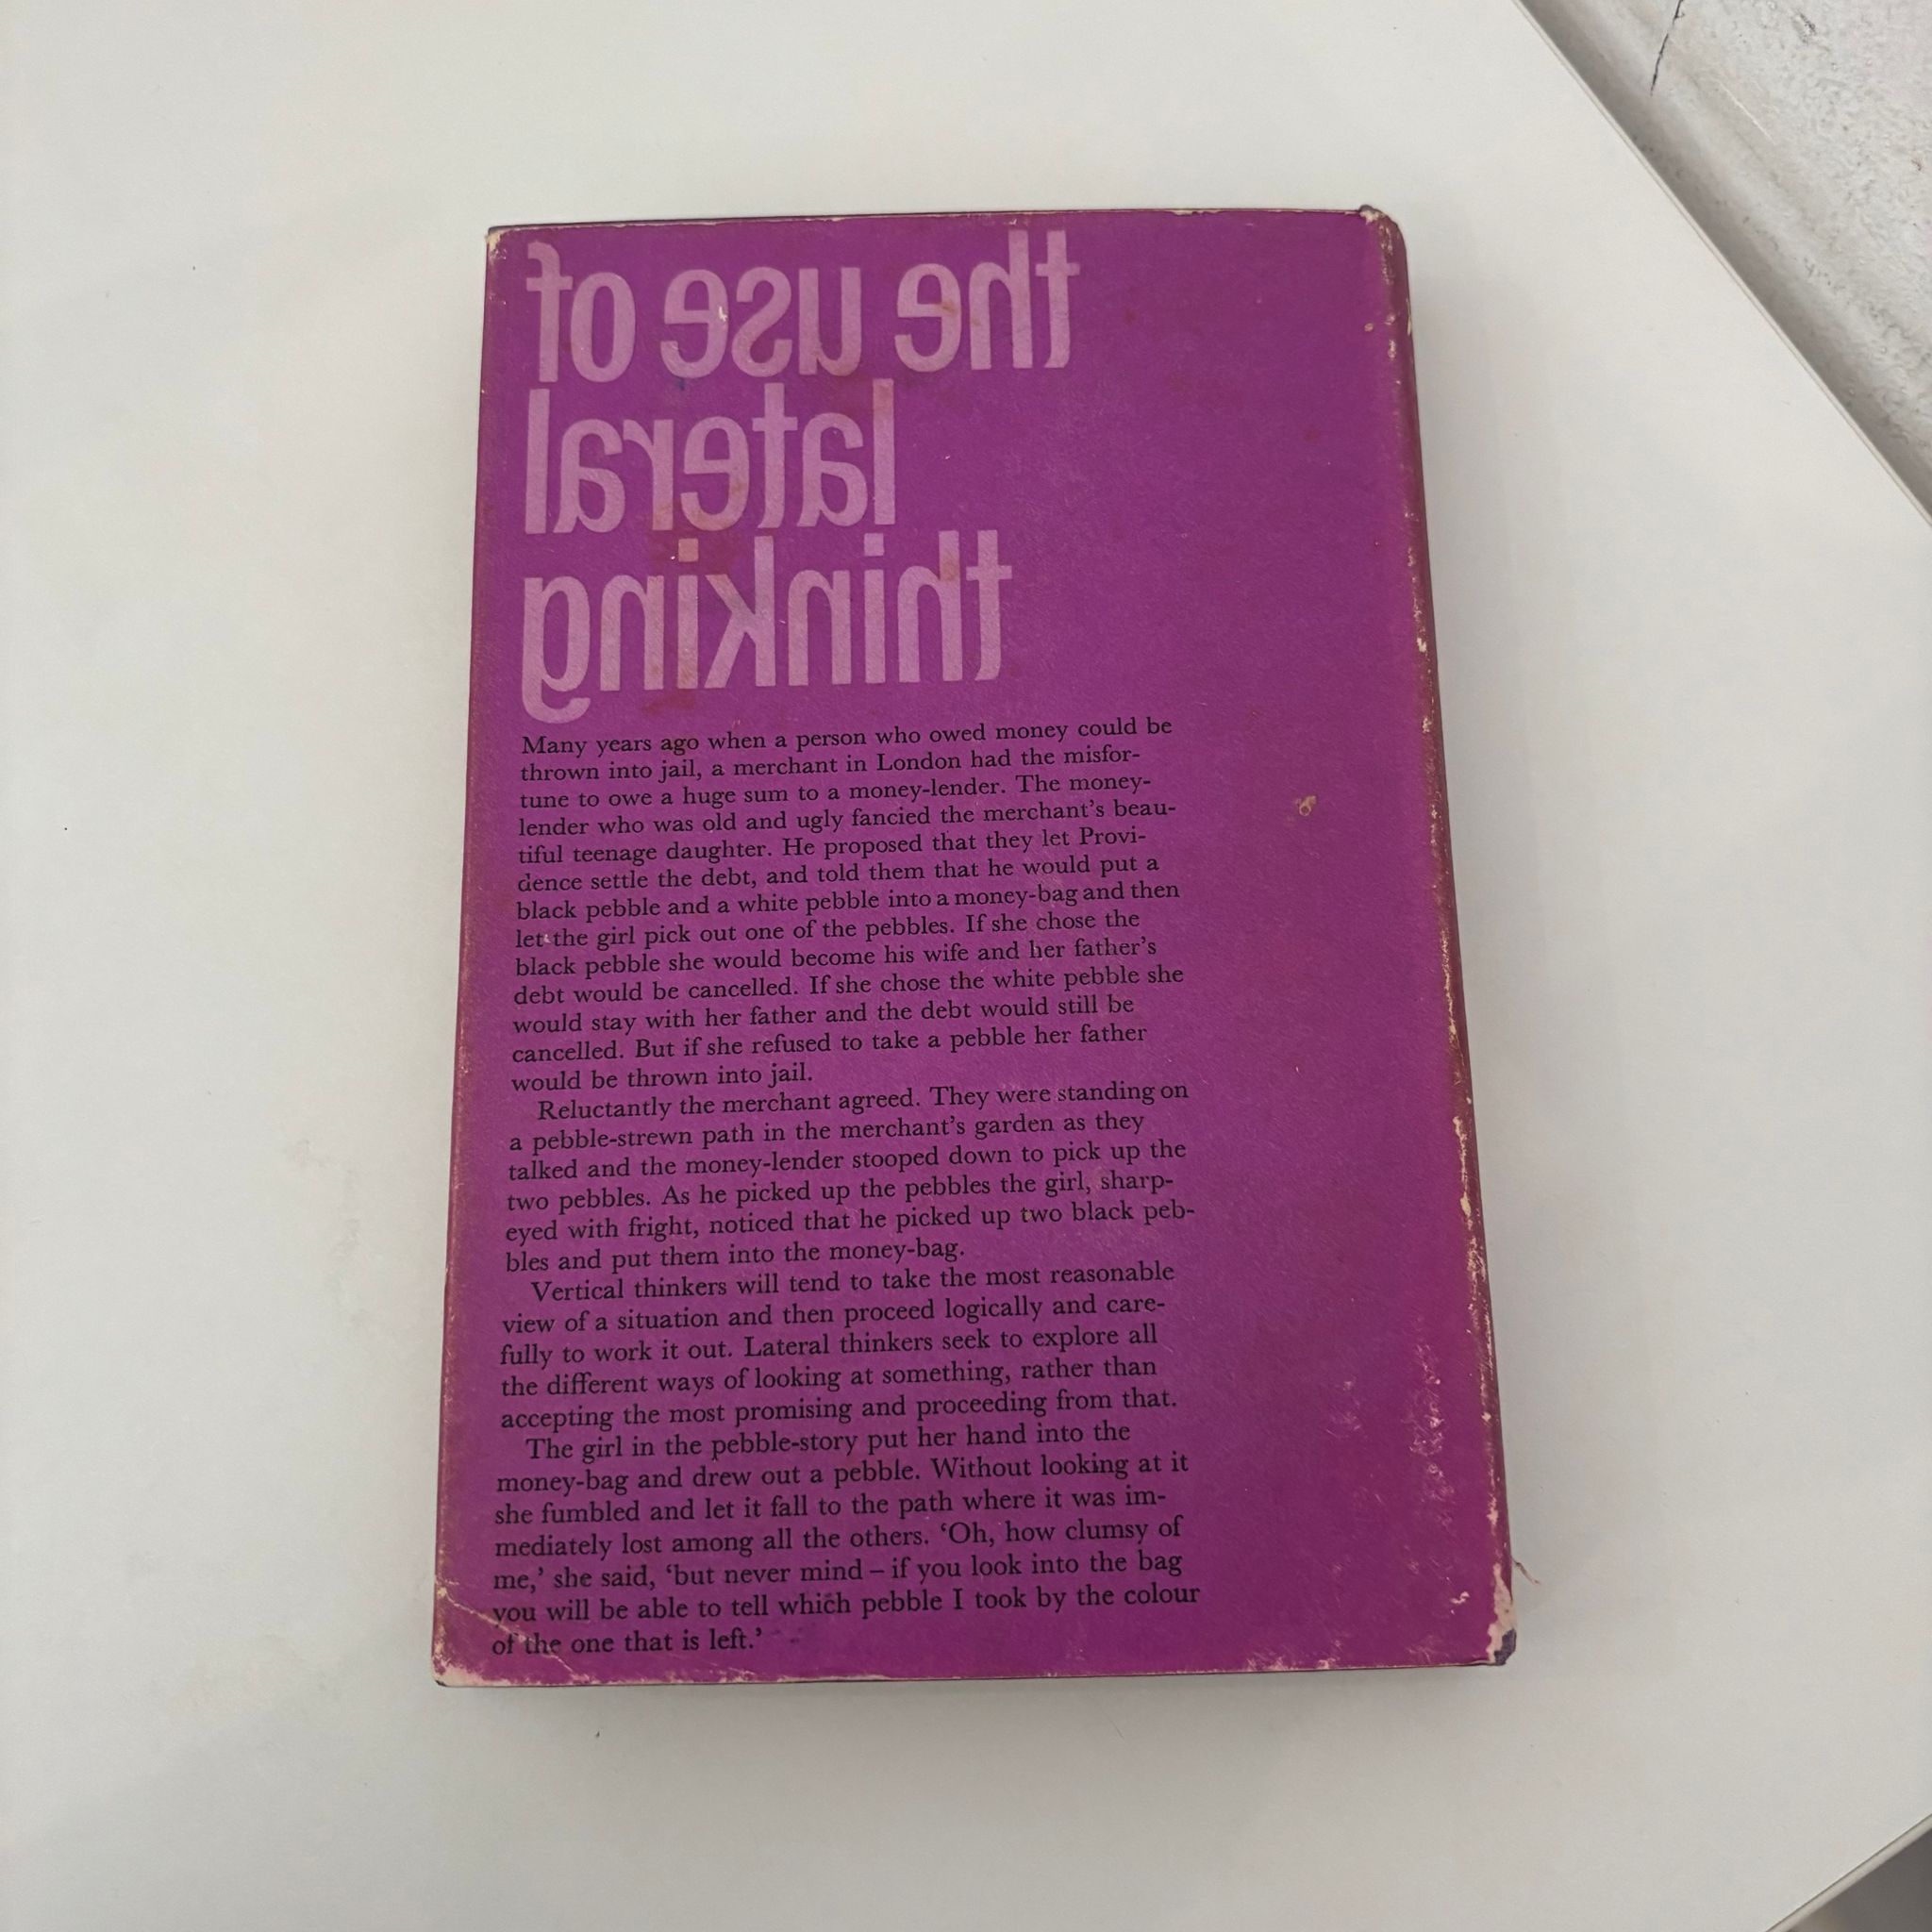 the use of
lateral
thinking
Many years ago when a person who owed money could be
thrown into jail, a merchant in London had the misfor-
tune to owe a huge sum to a money-lender. The money-
lender who was old and ugly fancied the merchant's beau-
tiful teenage daughter. He proposed that they let Provi-
dence settle the debt, and told them that he would put a
black pebble and a white pebble into a money-bag and then
let the girl pick out one of the pebbles. If she chose the
black pebble she would become his wife and her father's
debt would be cancelled. If she chose the white pebble she
would stay with her father and the debt would still be
cancelled. But if she refused to take a pebble her father
would be thrown into jail.
Reluctantly the merchant agreed. They were standing on
a pebble-strewn path in the merchant's garden as they
talked and the money-lender stooped down to pick up the
two pebbles. As he picked up the pebbles the girl, sharp-
eyed with fright, noticed that he picked up two black peb-
bles and put them into the money-bag.
Vertical thinkers will tend to take the most reasonable
view of a situation and then proceed logically and care-
fully to work it out. Lateral thinkers seek to explore all
the different ways of looking at something, rather than
accepting the most promising and proceeding from that.
The girl in the pebble-story put her hand into the
money-bag and drew out a pebble. Without looking at it
she fumbled and let it fall to the path where it was im-
mediately lost among all the others. ‘Oh, how clumsy of
me,’ she said, ‘but never mind – if you look into the bag
you will be able to tell which pebble I took by the colour
of the one that is left.’